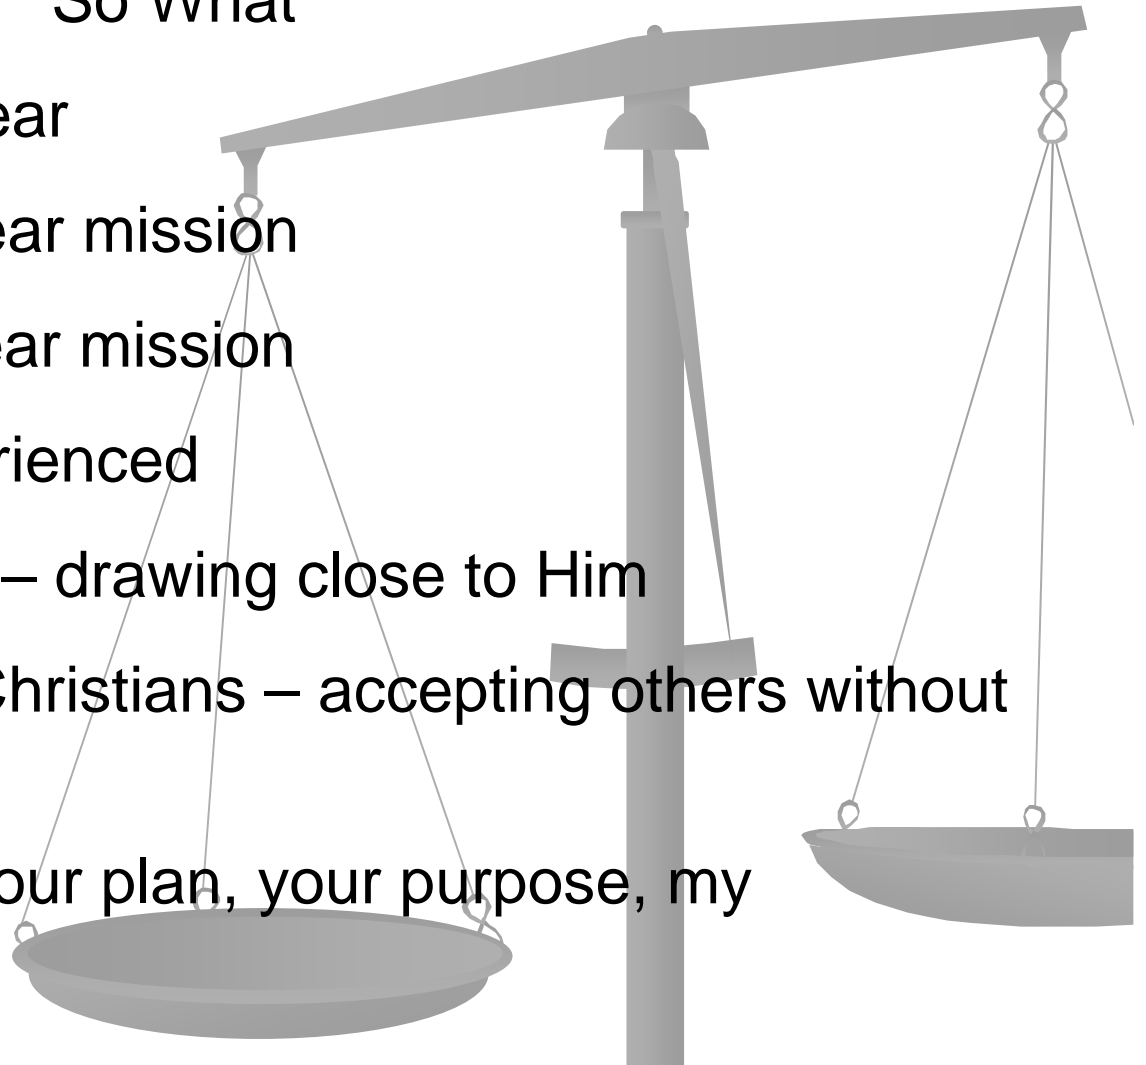 So What
ear
ear mission
ear mission
rienced
– drawing close to Him
Christians – accepting others without
our plan, your purpose, my